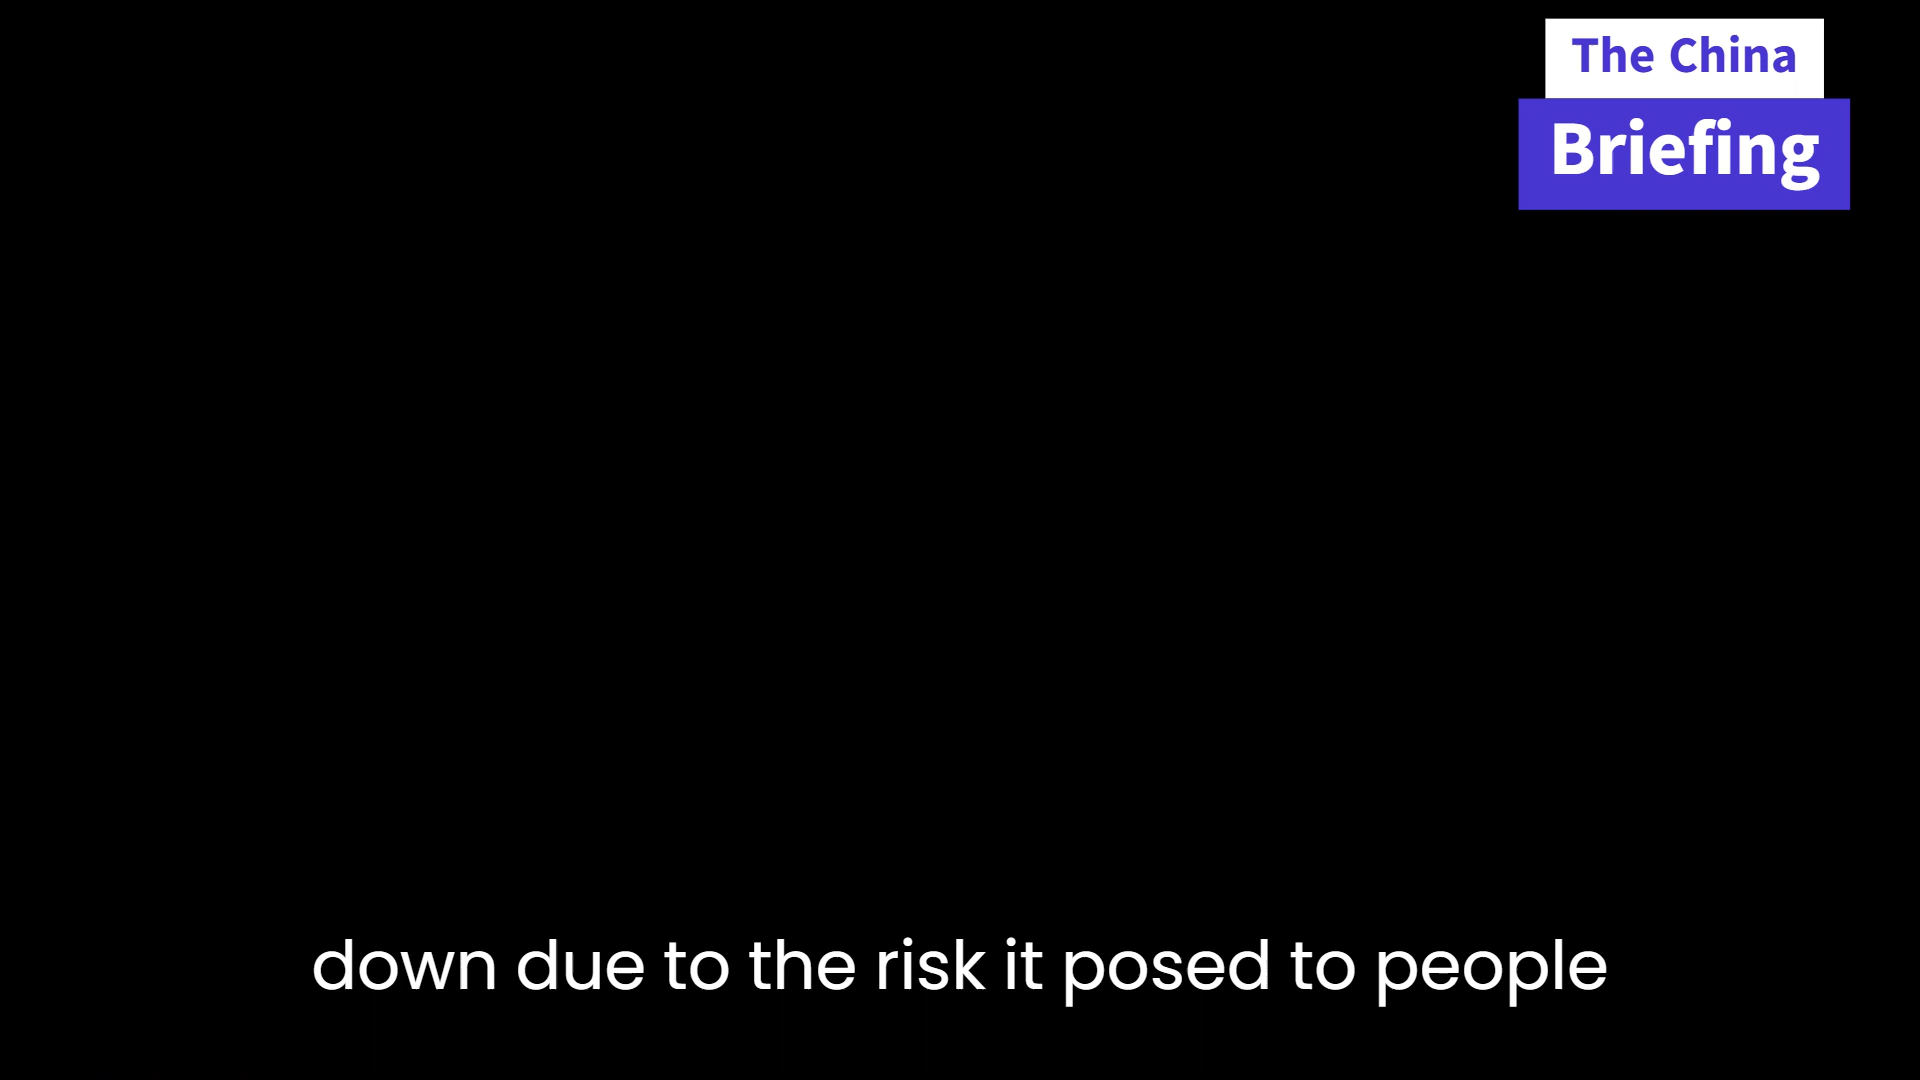 The China
Briefing
down due to the risk it posed to people